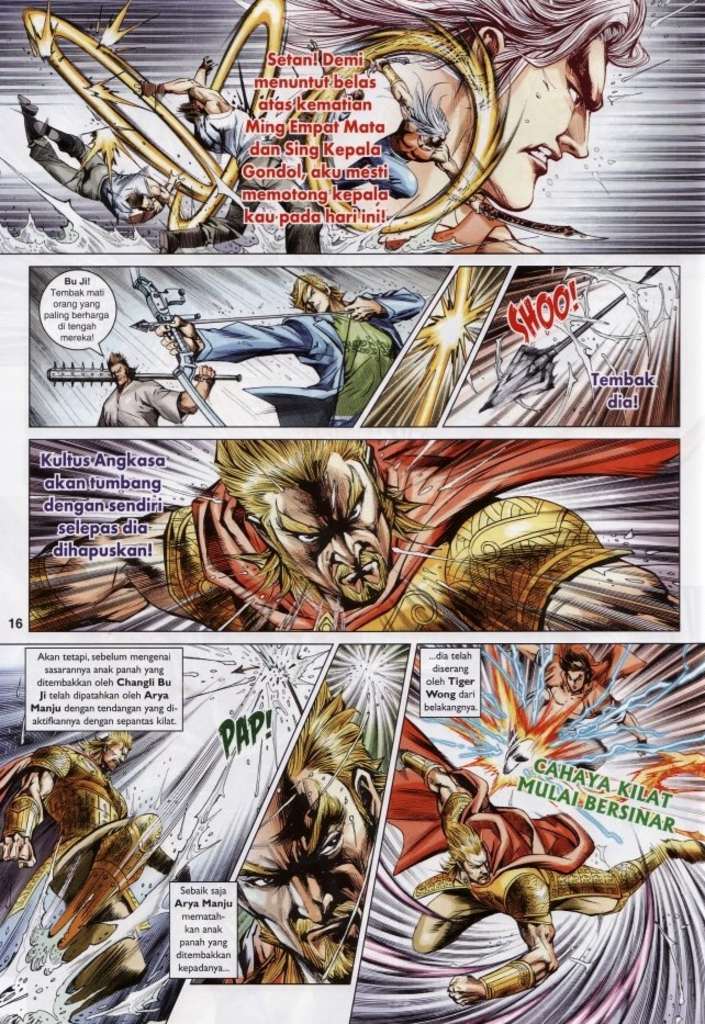 Setan! Demi
menuntut belas
atas kematian
Ming Empat Mata
dan Sing Kepala
Gondol, aku mesti
memotong kepala
kau pada hari ini!
Bu Ji!
Tembak mati
orang yang
paling berharga
di tengah
mereka!
SHOO!
Tembak
dia!
Kultus Angkasa
akan tumbang
dengan sendiri
selepas dia
dihapuskan!
16
Akan tetapi, sebelum mengenai
sasarannya anak panah yang
ditembakkan oleh Changli Bu
Ji telah dipatahkan oleh Arya
Manju dengan tendangan yang di-
aktifkannya dengan sepantas kilat.
PAP!
Sebaik saja
Arya Manju
mematah-
kan anak
panah yang
ditembakkan
kepadanya...
...dia telah
diserang
oleh Tiger
Wong dari
belakangnya.
CAHAYA KILAT
MULAI BERSINAR